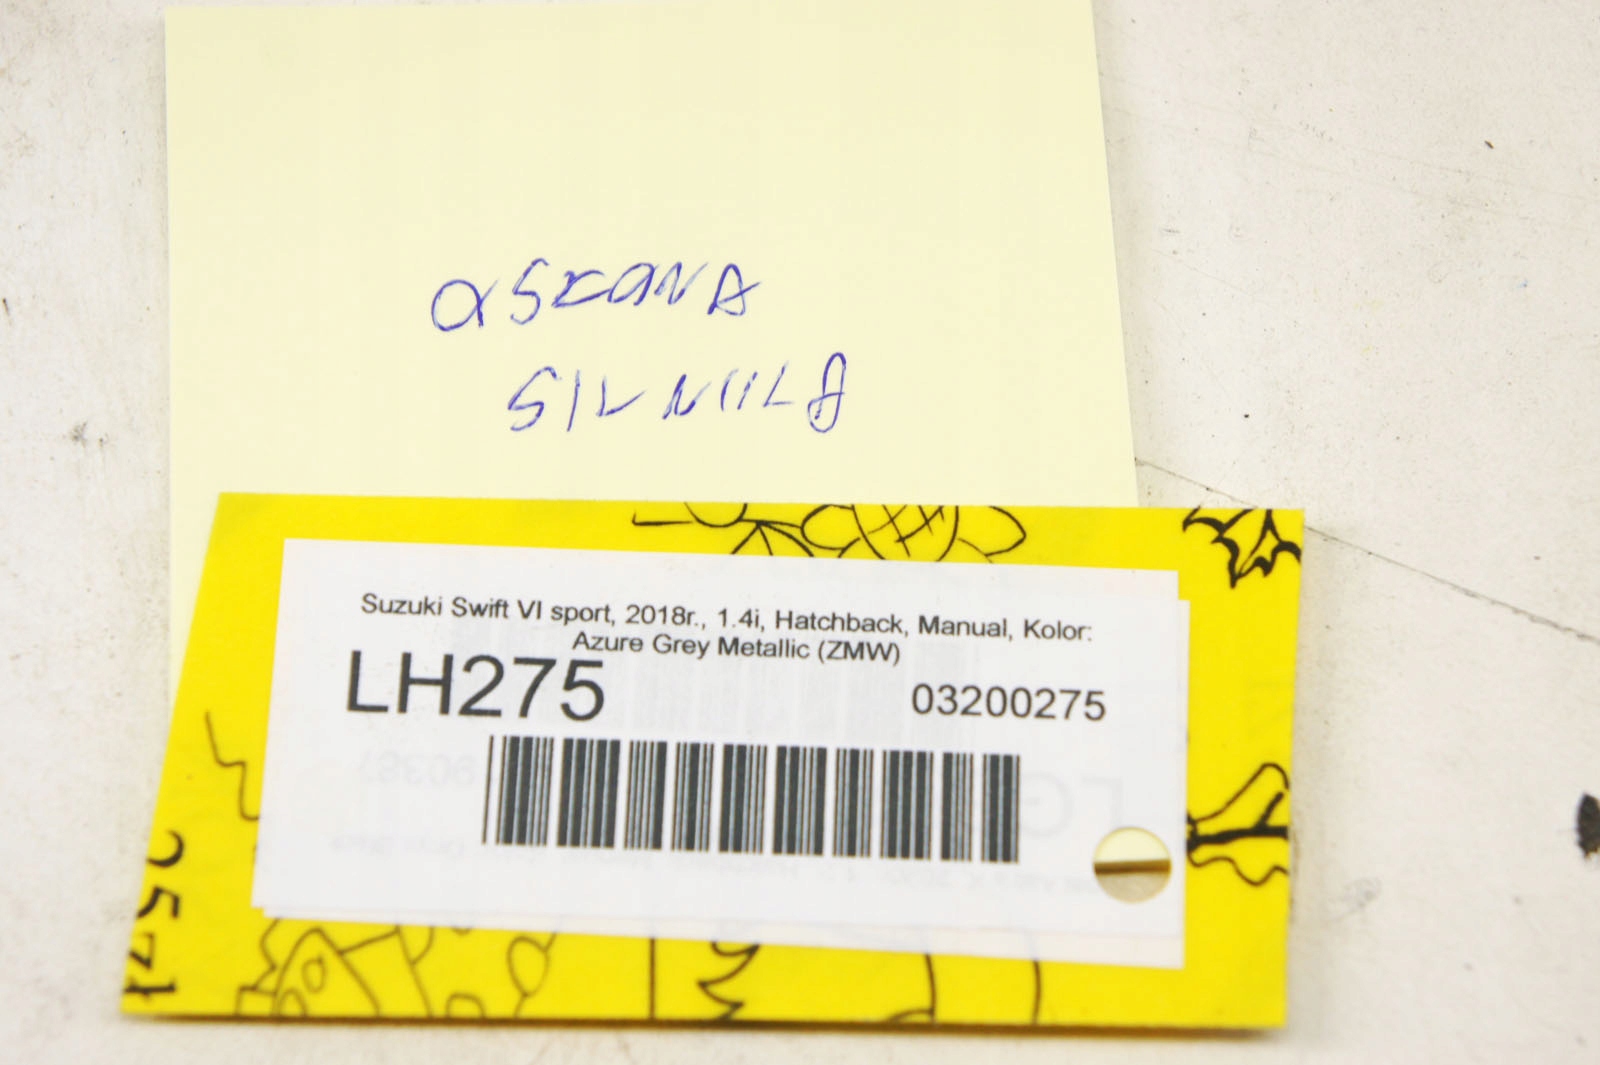 OSŁONA
SILNIKA
Suzuki Swift VI sport, 2018r., 1.4i, Hatchback, Manual, Kolor:
Azure Grey Metallic (ZMW)
LH275
03200275